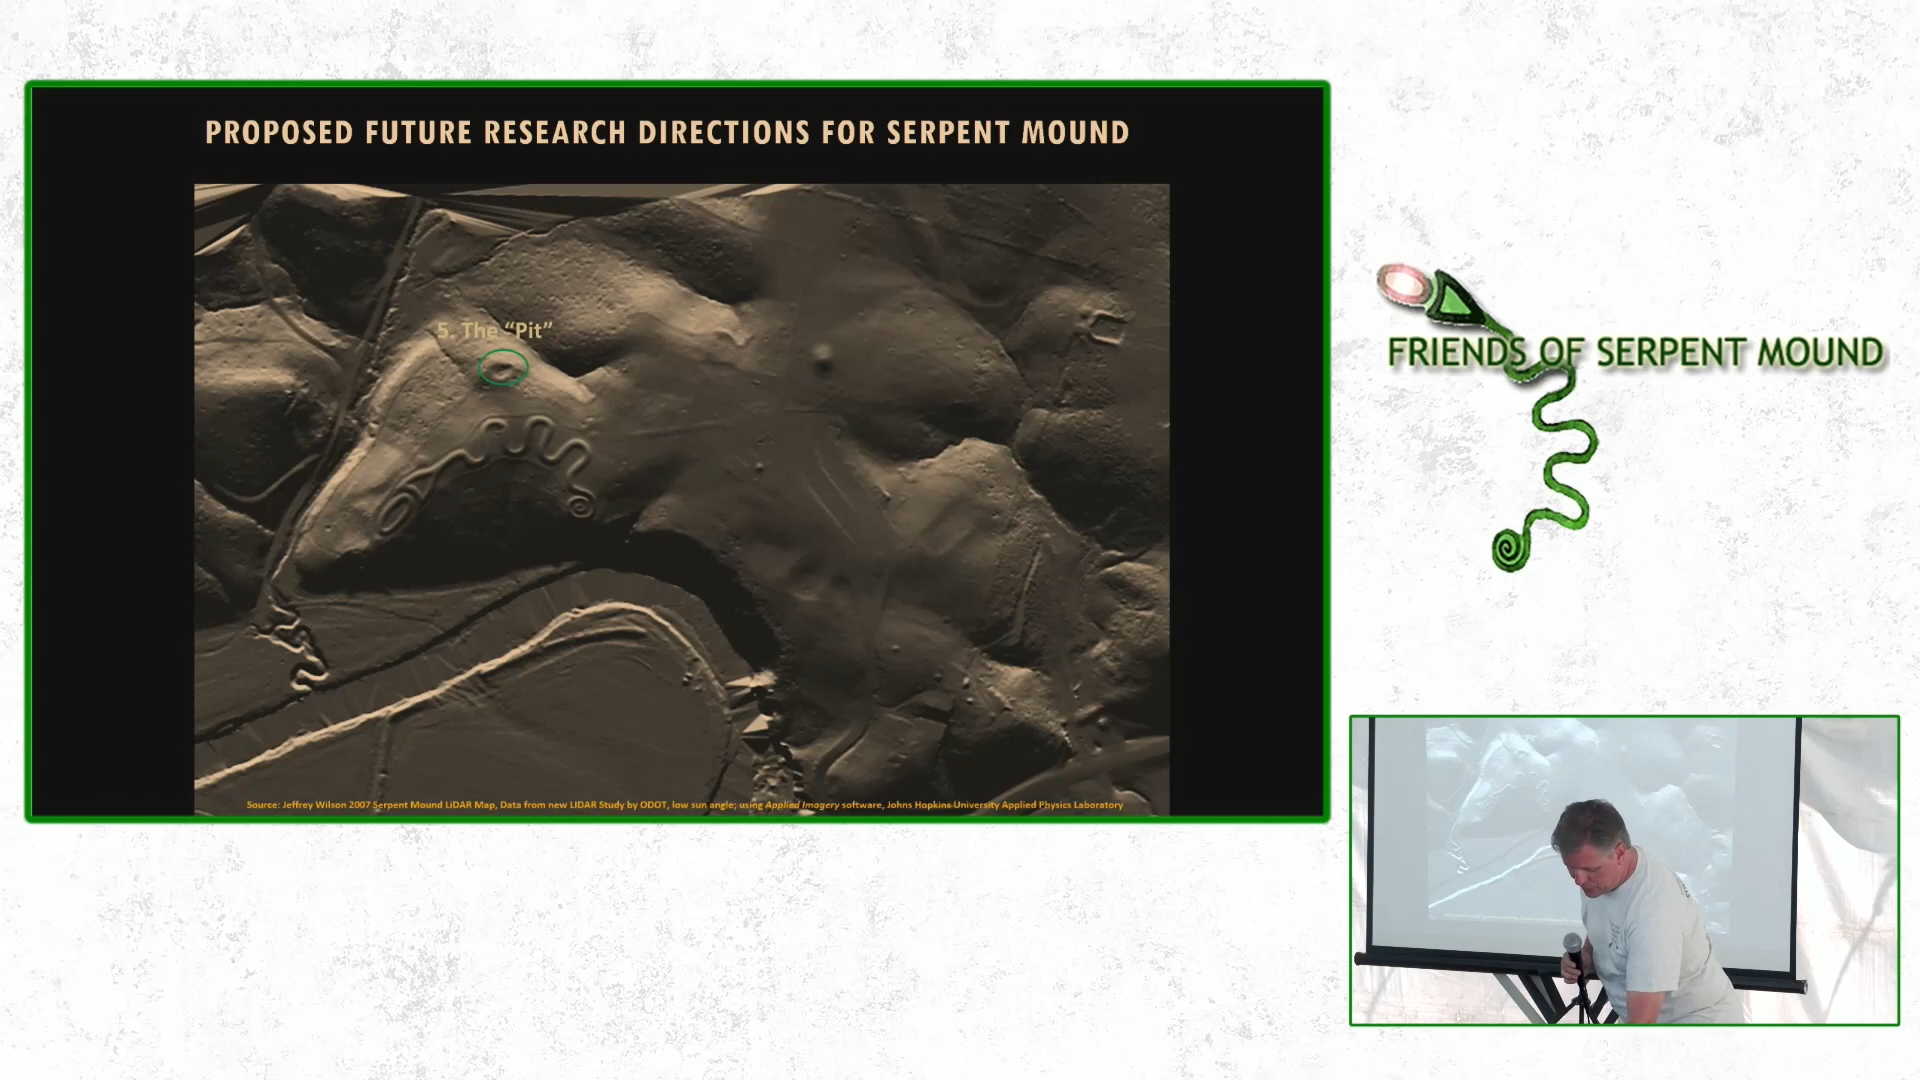 PROPOSED FUTURE RESEARCH DIRECTIONS FOR SERPENT MOUND
5. The “Pit”
Source: Jeffrey Wilson 2007 Serpent Mound LiDAR Map, Data from new LIDAR Study by ODOT, low sun angle; using Applied Imagery software, Johns Hopkins University Applied Physics Laboratory
FRIENDS OF SERPENT MOUND